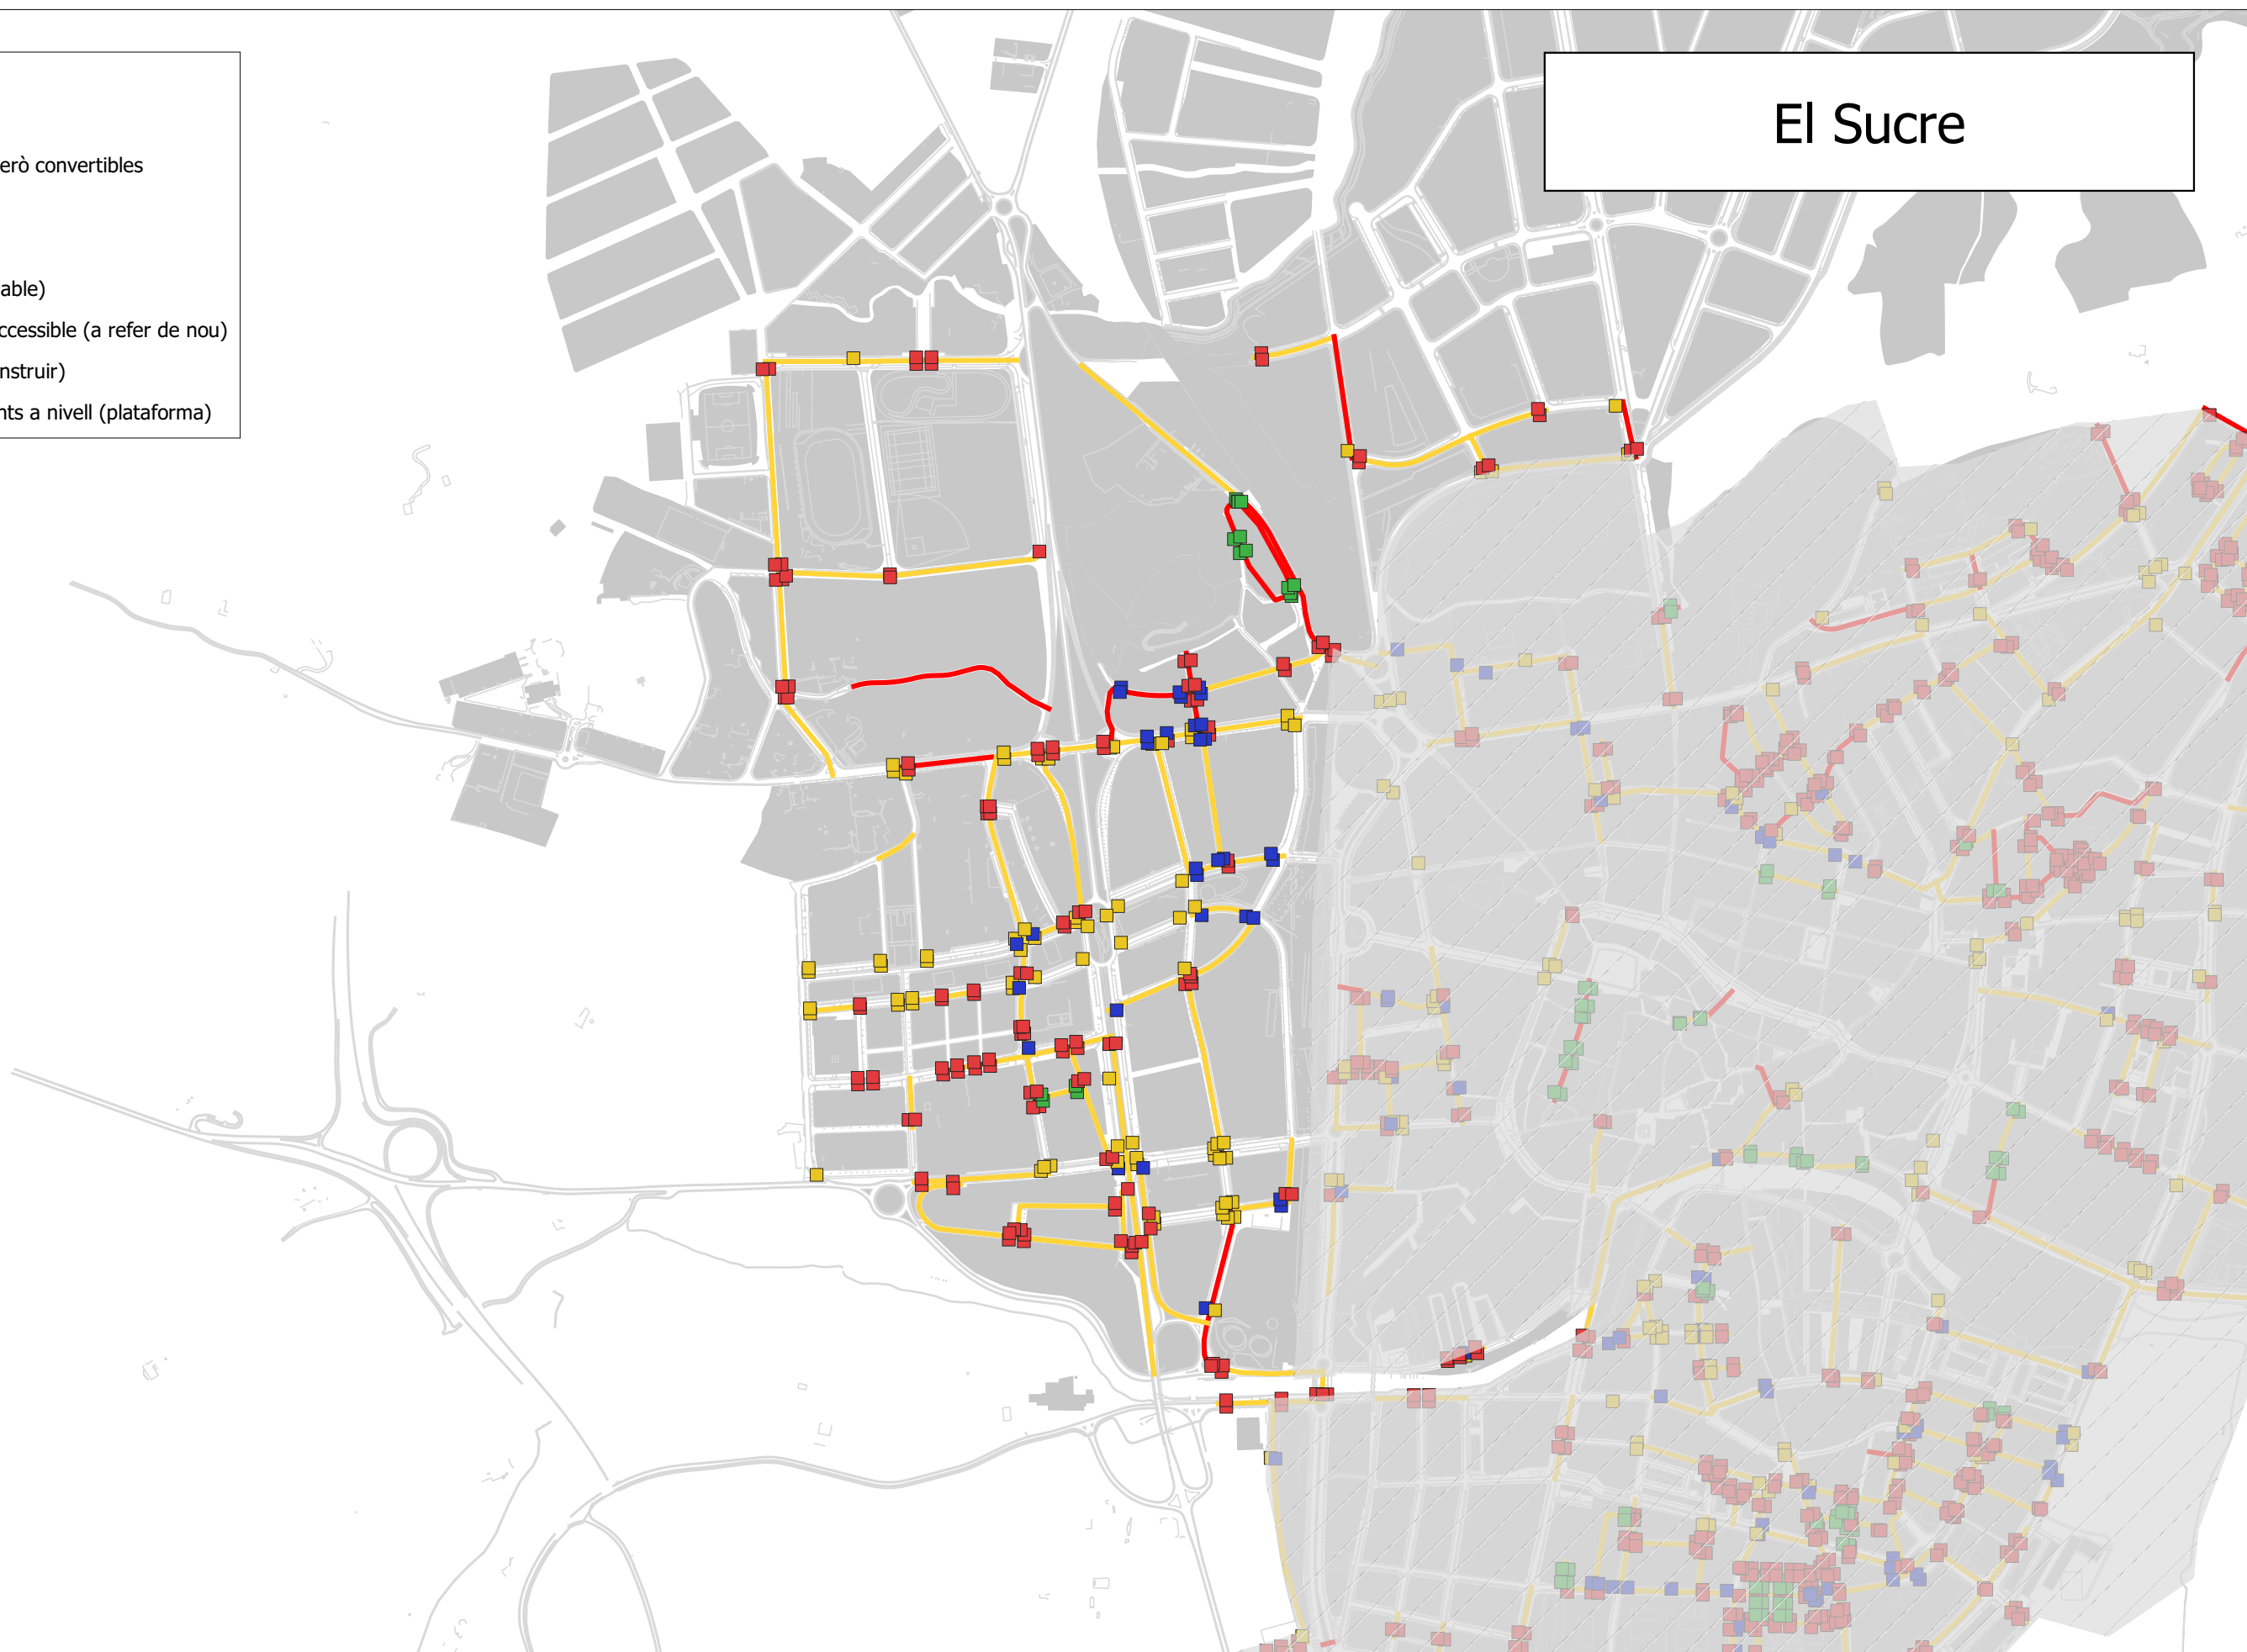 erò convertibles
able)
ccessible (a refer de nou)
nstruir)
nts a nivell (plataforma)
El Sucre